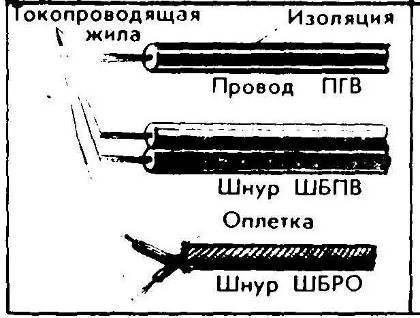 Токопроводящая
жила
Изоляция
Провод ПГВ
Шнур ШБПВ
Оплетка
Шнур ШБРО